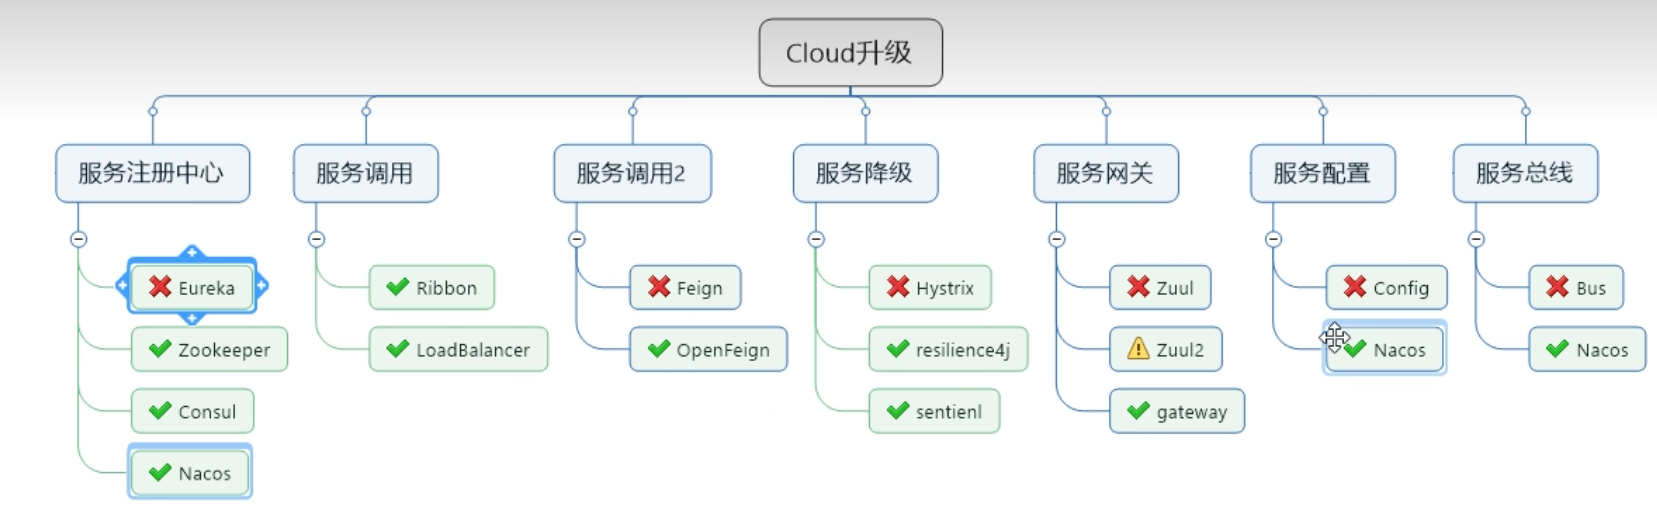 Cloud升级
服务注册中心
Eureka
Zookeeper
Consul
Nacos
服务调用
Ribbon
LoadBalancer
服务调用2
Feign
OpenFeign
服务降级
Hystrix
resilience4j
sentienl
服务网关
Zuul
Zuul2
gateway
服务配置
Config
Nacos
服务总线
Bus
Nacos